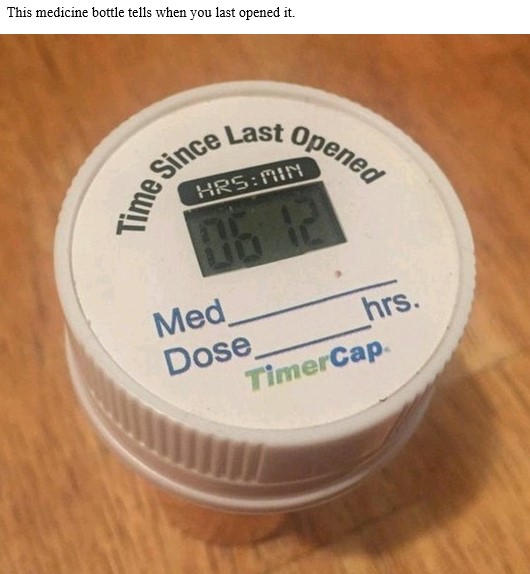 This medicine bottle tells when you last opened it.
Time Since Last Opened
HRS:MIN
06 12
Med
hrs.
Dose
TimerCap